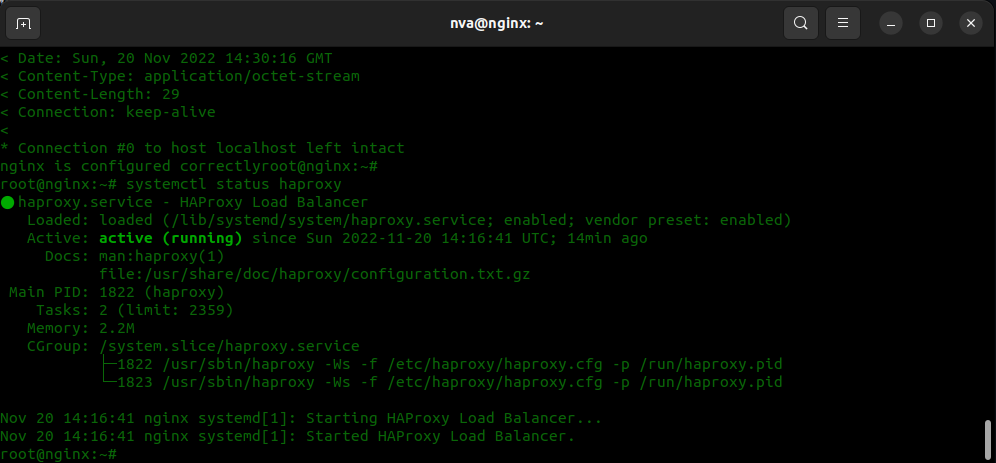 nva@nginx: ~
< Date: Sun, 20 Nov 2022 14:30:16 GMT
< Content-Type: application/octet-stream
< Content-Length: 29
< Connection: keep-alive
<
* Connection #0 to host localhost left intact
nginx is configured correctlyroot@nginx:~#
root@nginx:~# systemctl status haproxy
● haproxy.service - HAProxy Load Balancer
   Loaded: loaded (/lib/systemd/system/haproxy.service; enabled; vendor preset: enabled)
   Active: active (running) since Sun 2022-11-20 14:16:41 UTC; 14min ago
     Docs: man:haproxy(1)
           file:/usr/share/doc/haproxy/configuration.txt.gz
 Main PID: 1822 (haproxy)
    Tasks: 2 (limit: 2359)
   Memory: 2.2M
   CGroup: /system.slice/haproxy.service
           ├─1822 /usr/sbin/haproxy -Ws -f /etc/haproxy/haproxy.cfg -p /run/haproxy.pid
           └─1823 /usr/sbin/haproxy -Ws -f /etc/haproxy/haproxy.cfg -p /run/haproxy.pid
Nov 20 14:16:41 nginx systemd[1]: Starting HAProxy Load Balancer...
Nov 20 14:16:41 nginx systemd[1]: Started HAProxy Load Balancer.
root@nginx:~#